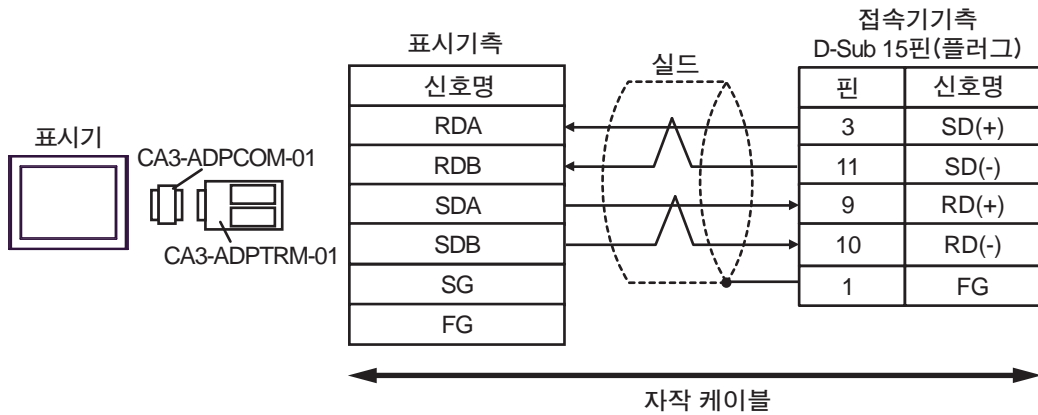 표시기
CA3-ADPCOM-01
CA3-ADPTRM-01
표시기측
신호명
RDA
RDB
SDA
SDB
SG
FG
실드
접속기기측
D-Sub 15핀(플러그)
핀 신호명
3 SD(+)
11 SD(-)
9 RD(+)
10 RD(-)
1 FG
자작 케이블